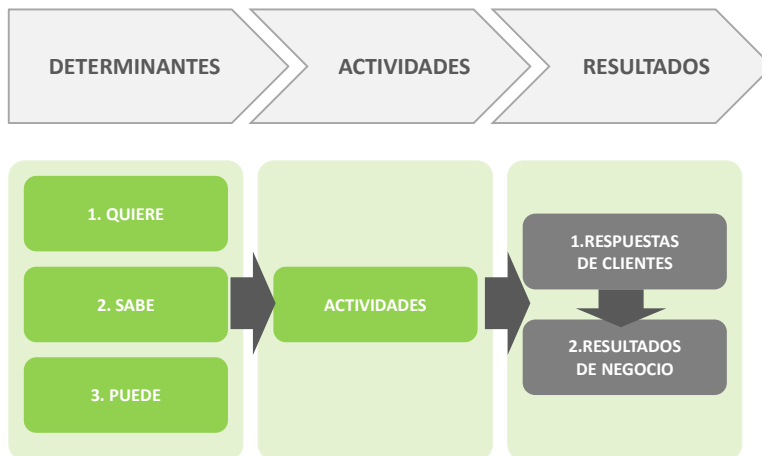 DETERMINANTES
ACTIVIDADES
RESULTADOS
1. QUIERE
2. SABE
3. PUEDE
ACTIVIDADES
1.RESPUESTAS
DE CLIENTES
2.RESULTADOS
DE NEGOCIO